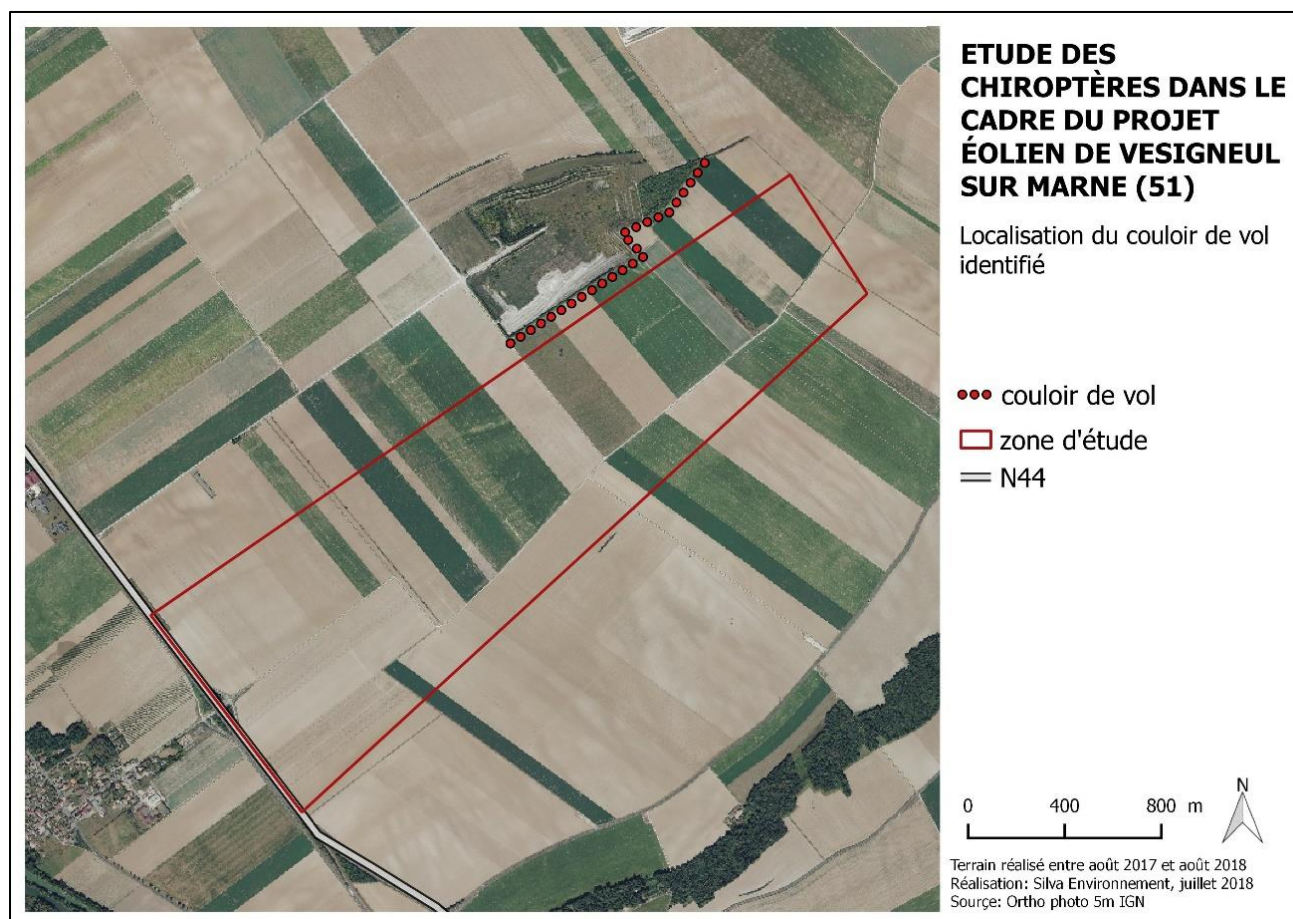 ETUDE DES
CHIROPTÈRES DANS LE
CADRE DU PROJET
ÉOLIEN DE VESIGNEUL
SUR MARNE (51)
Localisation du couloir de vol
identifié
couloir de vol
zone d'étude
N44
N
0 400 800 m
Terrain réalisé entre août 2017 et août 2018
Réalisation: Silva Environnement, juillet 2018
Source: Ortho photo 5m IGN